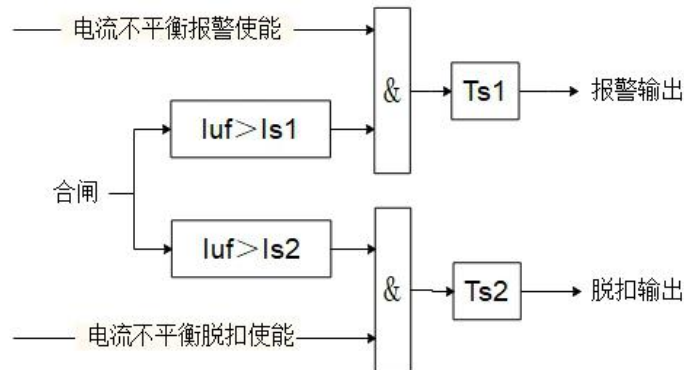 电流不平衡报警使能
&
Ts1
报警输出
Iuf＞Is1
合闸
Iuf＞Is2
&
Ts2
脱扣输出
电流不平衡脱扣使能